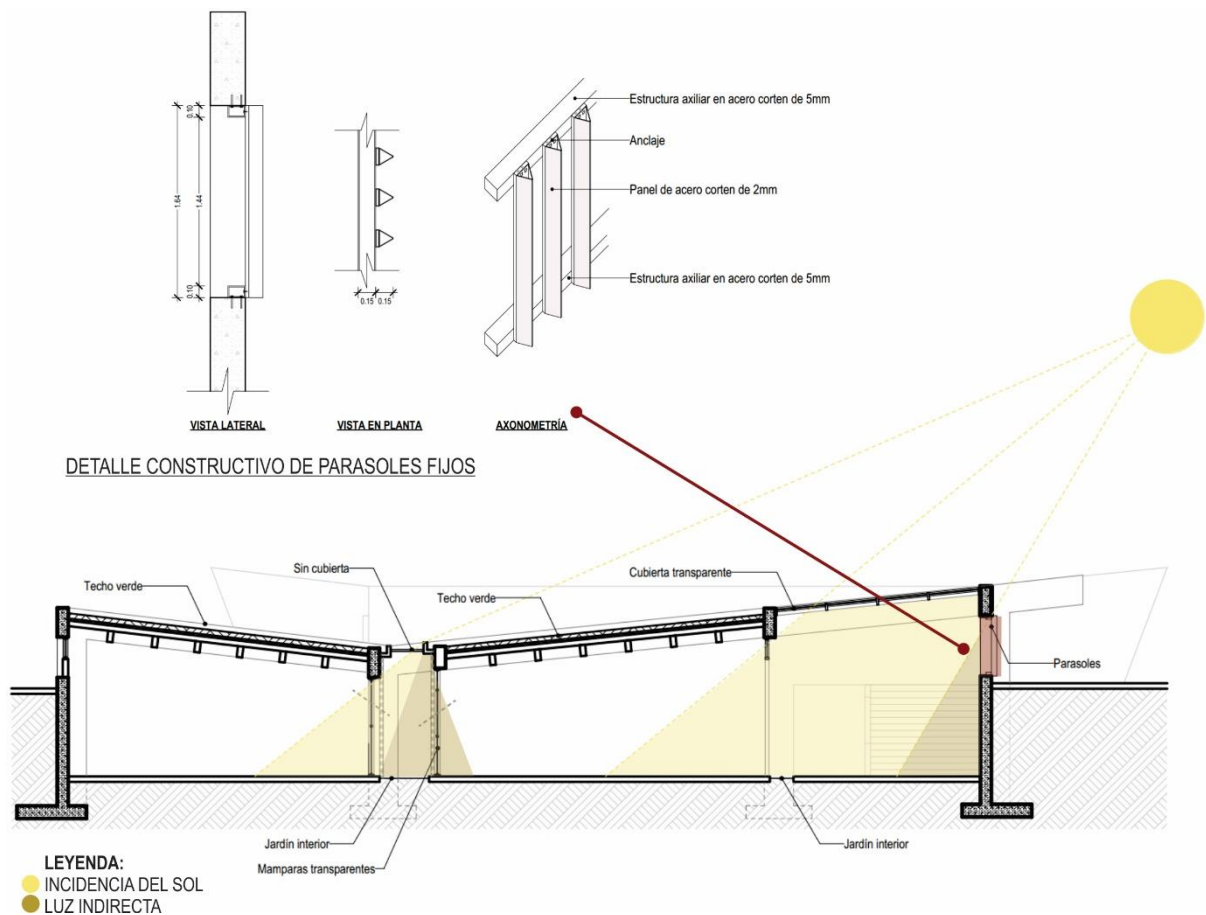 Estructura axiliar en acero corten de 5mm
Anclaje
Panel de acero corten de 2mm
Estructura axiliar en acero corten de 5mm
0.10
1.64
1.44
0.10
0.15
0.15
VISTA LATERAL
VISTA EN PLANTA
AXONOMETRÍA
DETALLE CONSTRUCTIVO DE PARASOLES FIJOS
Sin cubierta
Techo verde
Techo verde
Cubierta transparente
Parasoles
Jardín interior
Mamparas transparentes
Jardín interior
LEYENDA:
INCIDENCIA DEL SOL
LUZ INDIRECTA